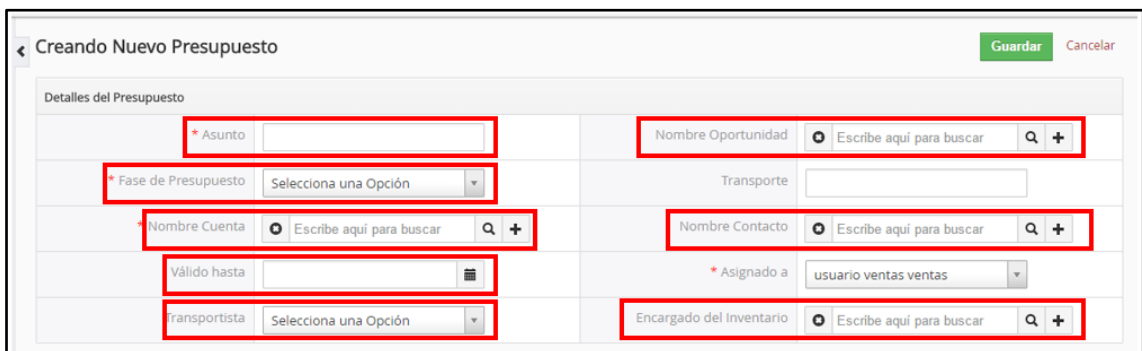 Creando Nuevo Presupuesto Guardar Cancelar
Detalles del Presupuesto
* Asunto Nombre Oportunidad Escribe aquí para buscar
* Fase de Presupuesto Selecciona una Opción Transporte
* Nombre Cuenta Escribe aquí para buscar Nombre Contacto Escribe aquí para buscar
Válido hasta * Asignado a usuario ventas ventas
Transportista Selecciona una Opción Encargado del Inventario Escribe aquí para buscar